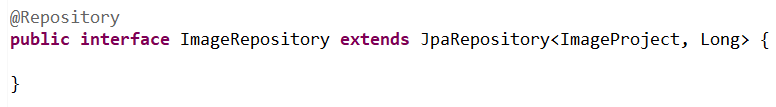 @Repository
public interface ImageRepository extends JpaRepository<ImageProject, Long> {
}